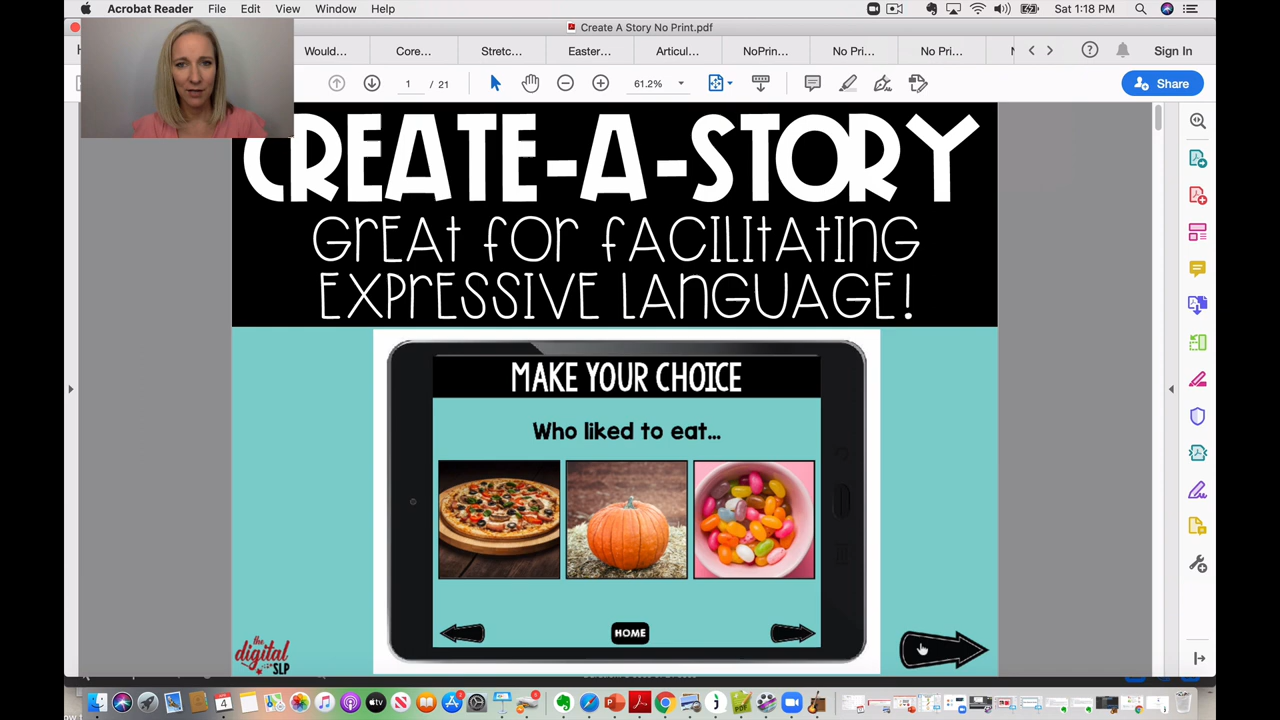 Acrobat Reader File Edit View Window Help Sat 1:18 PM
Create A Story No Print.pdf
Would... Core... Stretc... Easter... Articul... NoPrin... No Pri... No Pri... Sign In
1 / 21 61.2% Share
CREATE-A-STORY
GREAT FOR FACILITATING
EXPRESSIVE LANGUAGE!
MAKE YOUR CHOICE
Who liked to eat...
HOME
the
digital
SLP